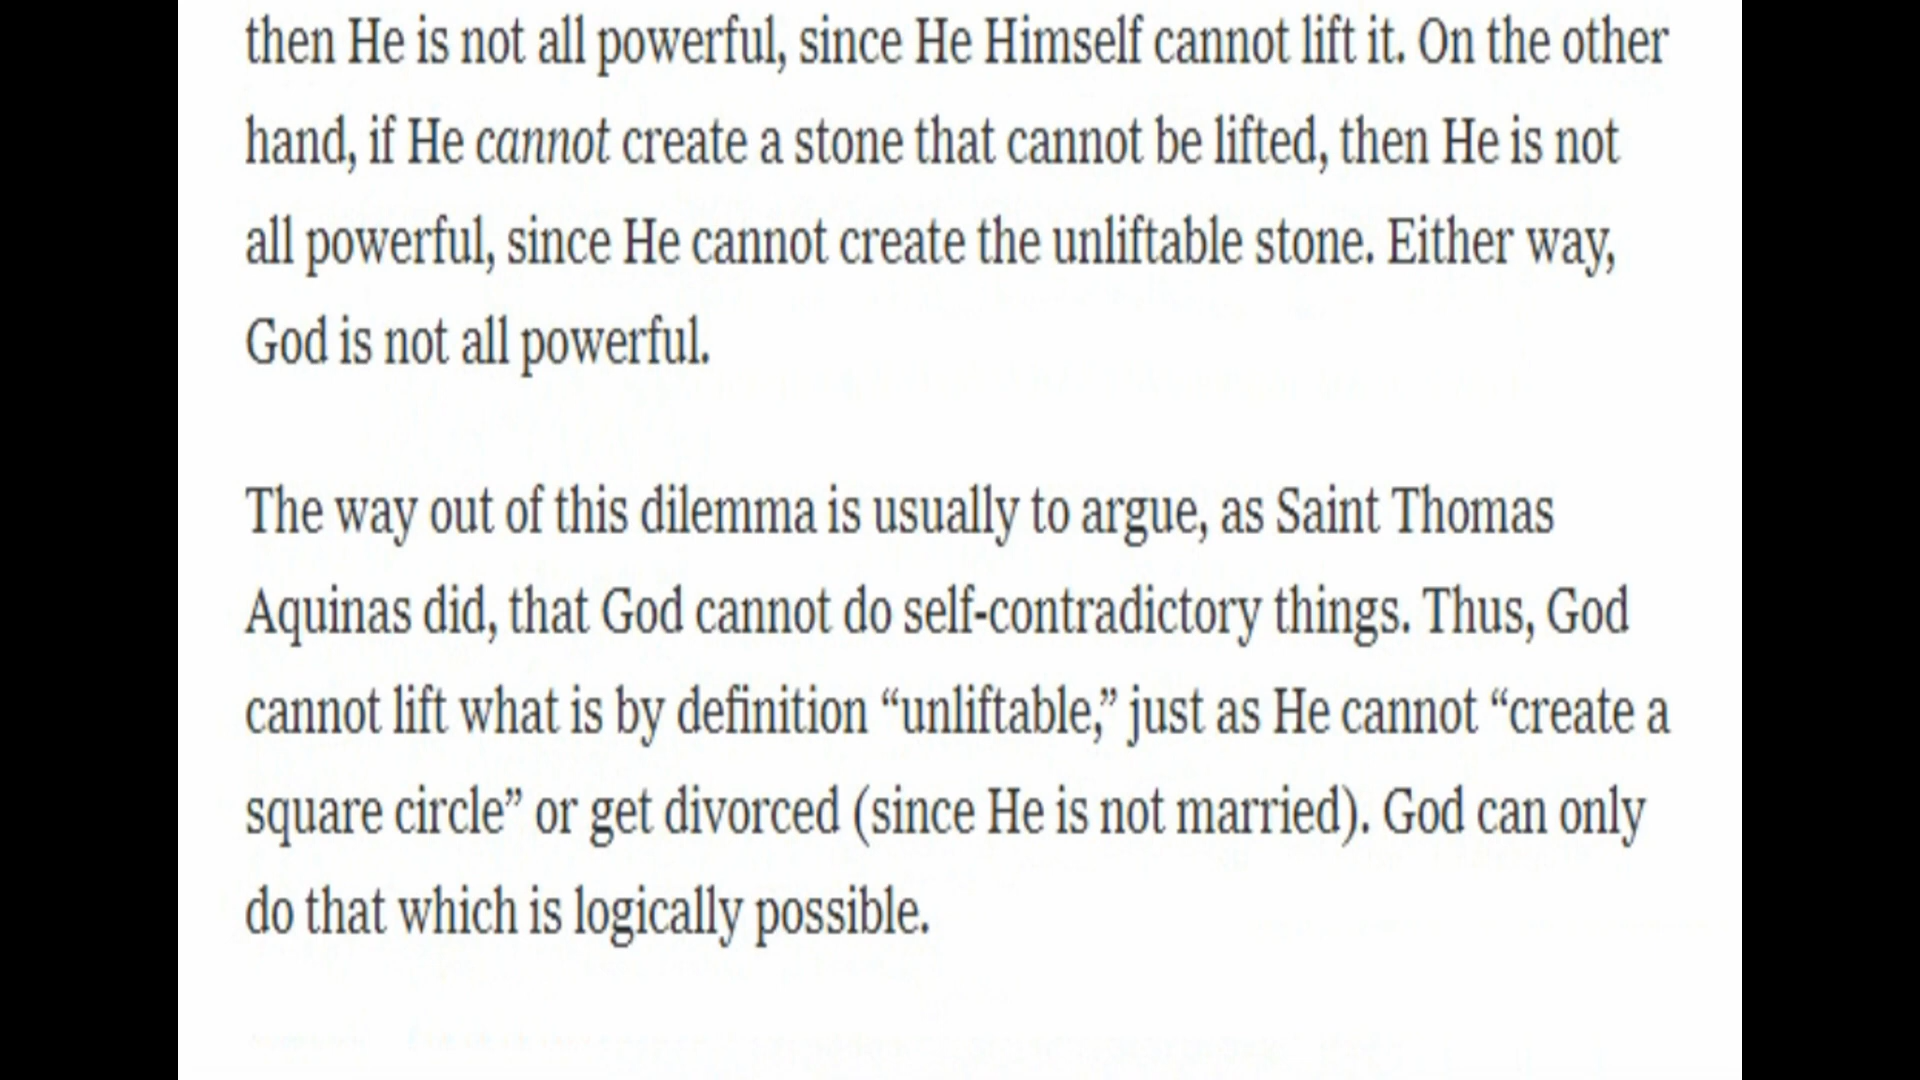 then He is not all powerful, since He Himself cannot lift it. On the other
hand, if He cannot create a stone that cannot be lifted, then He is not
all powerful, since He cannot create the unliftable stone. Either way,
God is not all powerful.
The way out of this dilemma is usually to argue, as Saint Thomas
Aquinas did, that God cannot do self-contradictory things. Thus, God
cannot lift what is by definition “unliftable,” just as He cannot “create a
square circle” or get divorced (since He is not married). God can only
do that which is logically possible.